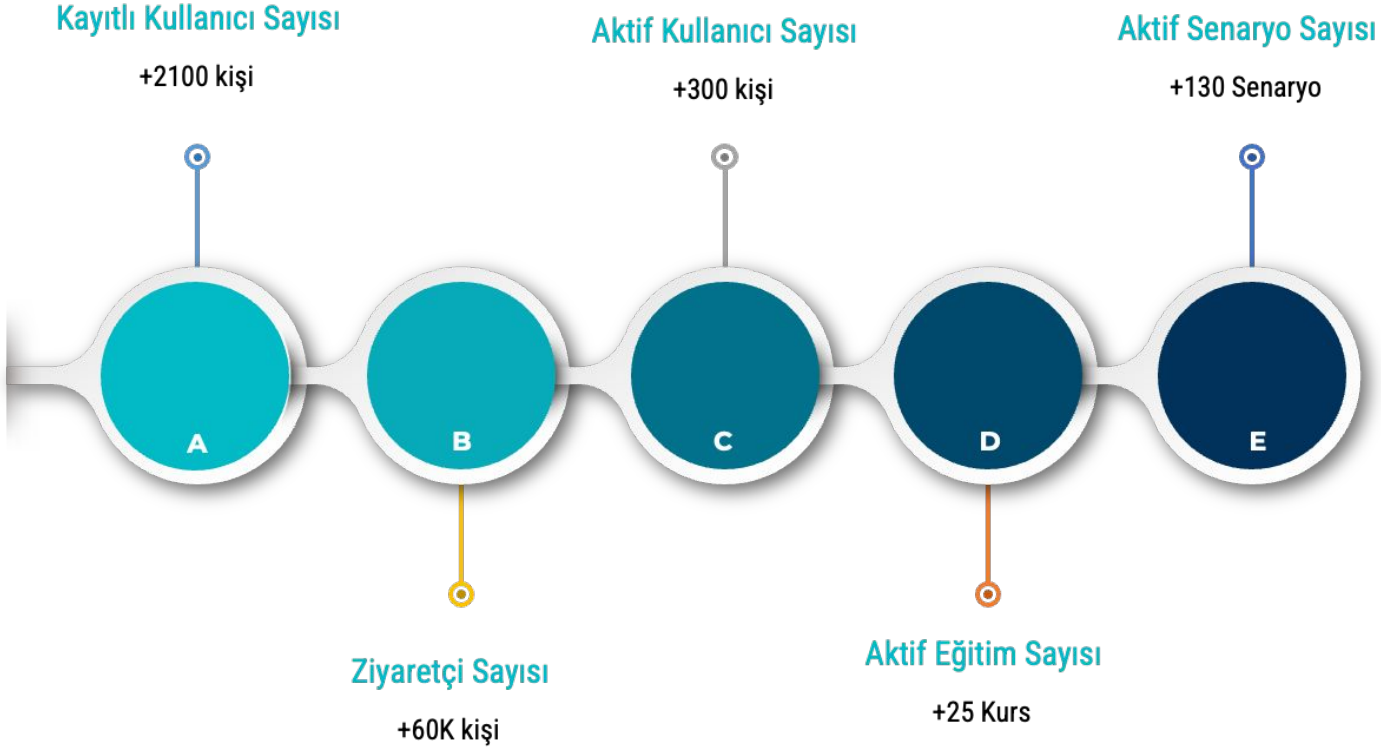 Kayıtlı Kullanıcı Sayısı
+2100 kişi
Aktif Kullanıcı Sayısı
+300 kişi
Aktif Senaryo Sayısı
+130 Senaryo
A
B
C
D
E
Ziyaretçi Sayısı
+60K kişi
Aktif Eğitim Sayısı
+25 Kurs